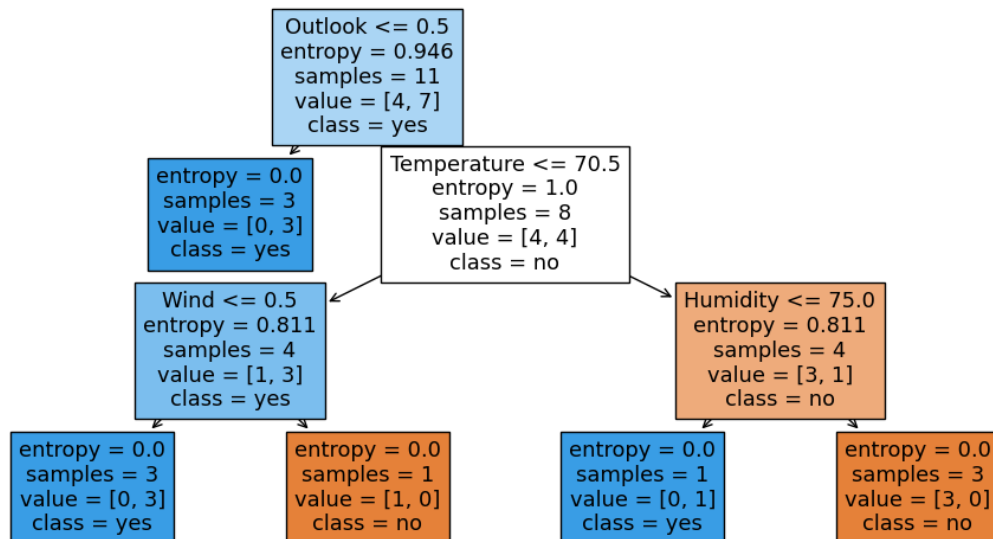 Outlook <= 0.5
entropy = 0.946
samples = 11
value = [4, 7]
class = yes
entropy = 0.0
samples = 3
value = [0, 3]
class = yes
Temperature <= 70.5
entropy = 1.0
samples = 8
value = [4, 4]
class = no
Wind <= 0.5
entropy = 0.811
samples = 4
value = [1, 3]
class = yes
Humidity <= 75.0
entropy = 0.811
samples = 4
value = [3, 1]
class = no
entropy = 0.0
samples = 3
value = [0, 3]
class = yes
entropy = 0.0
samples = 1
value = [1, 0]
class = no
entropy = 0.0
samples = 1
value = [0, 1]
class = yes
entropy = 0.0
samples = 3
value = [3, 0]
class = no